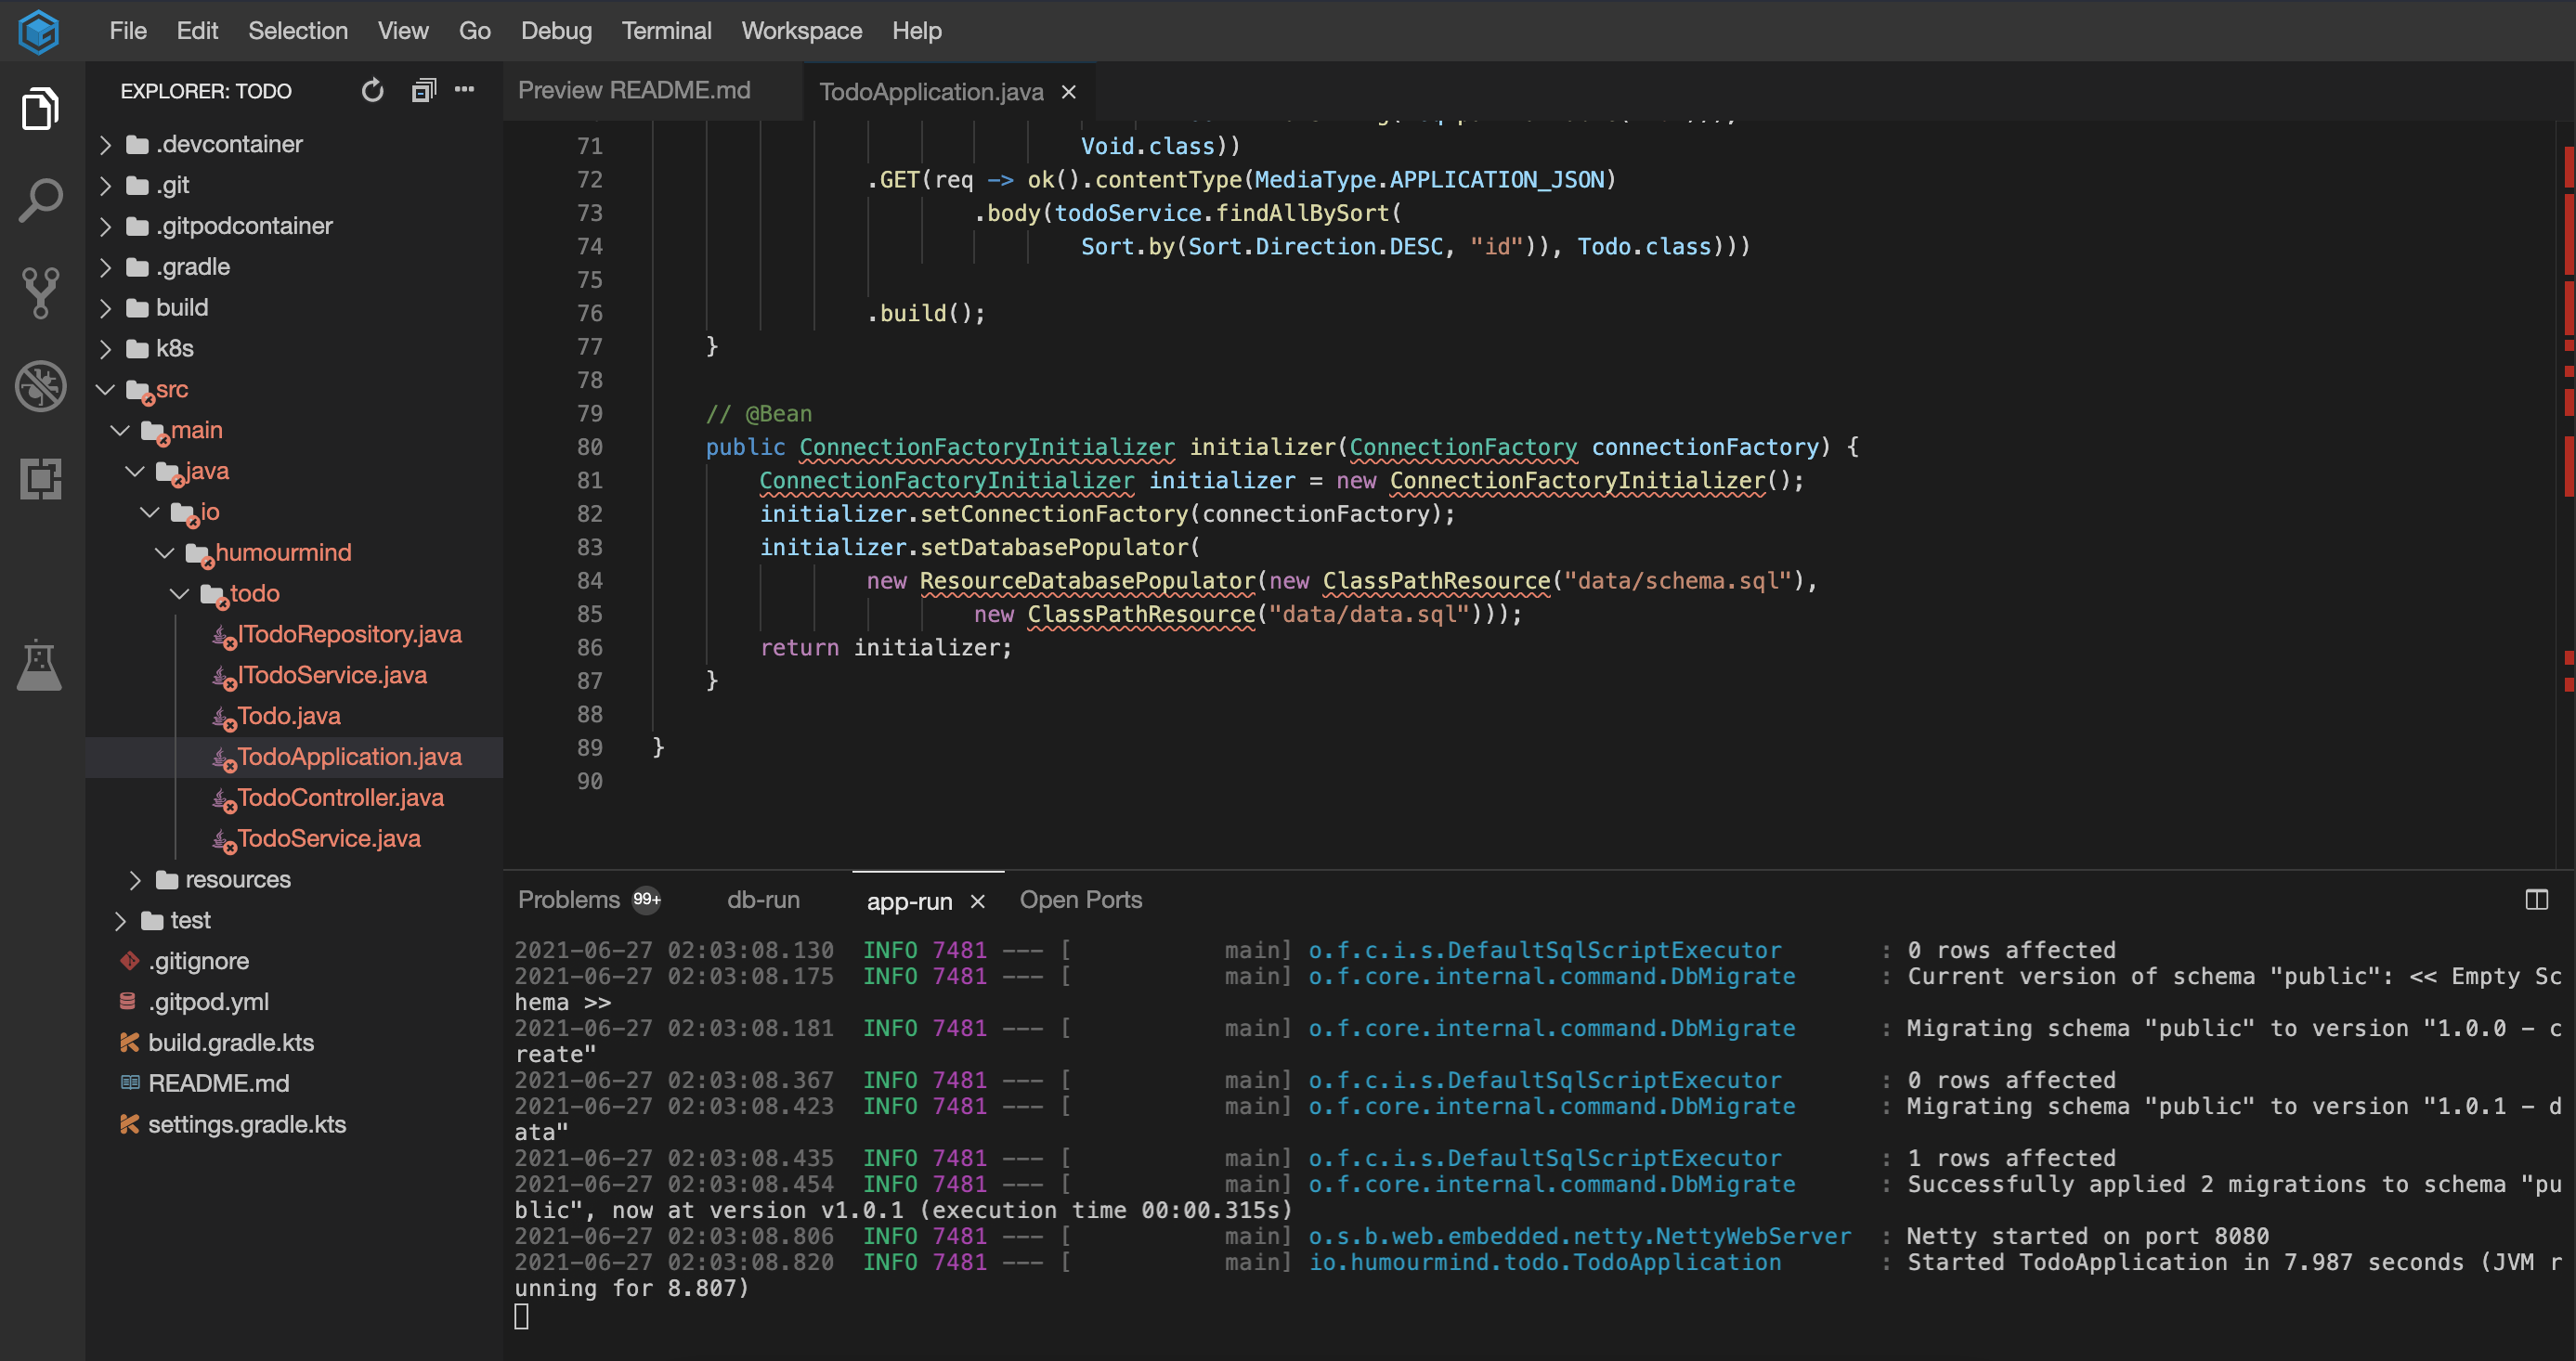 File Edit Selection View Go Debug Terminal Workspace Help
EXPLORER: TODO
.devcontainer
.git
.gitpodcontainer
.gradle
build
k8s
src
main
java
io
humourmind
todo
ITodoRepository.java
ITodoService.java
Todo.java
TodoApplication.java
TodoController.java
TodoService.java
resources
test
.gitignore
.gitpod.yml
build.gradle.kts
README.md
settings.gradle.kts
Preview README.md TodoApplication.java
71 Void.class))
72 .GET(req -> ok().contentType(MediaType.APPLICATION_JSON)
73 .body(todoService.findAllBySort(
74 Sort.by(Sort.Direction.DESC, "id")), Todo.class)))
75
76 .build();
77 }
78
79 // @Bean
80 public ConnectionFactoryInitializer initializer(ConnectionFactory connectionFactory) {
81 ConnectionFactoryInitializer initializer = new ConnectionFactoryInitializer();
82 initializer.setConnectionFactory(connectionFactory);
83 initializer.setDatabasePopulator(
84 new ResourceDatabasePopulator(new ClassPathResource("data/schema.sql"),
85 new ClassPathResource("data/data.sql")));
86 return initializer;
87 }
88
89 }
90
Problems 99+ db-run app-run Open Ports
2021-06-27 02:03:08.130 INFO 7481 --- [ main] o.f.c.i.s.DefaultSqlScriptExecutor : 0 rows affected
2021-06-27 02:03:08.175 INFO 7481 --- [ main] o.f.core.internal.command.DbMigrate : Current version of schema "public": << Empty Sc
hema >>
2021-06-27 02:03:08.181 INFO 7481 --- [ main] o.f.core.internal.command.DbMigrate : Migrating schema "public" to version "1.0.0 - c
reate"
2021-06-27 02:03:08.367 INFO 7481 --- [ main] o.f.c.i.s.DefaultSqlScriptExecutor : 0 rows affected
2021-06-27 02:03:08.423 INFO 7481 --- [ main] o.f.core.internal.command.DbMigrate : Migrating schema "public" to version "1.0.1 - d
ata"
2021-06-27 02:03:08.435 INFO 7481 --- [ main] o.f.c.i.s.DefaultSqlScriptExecutor : 1 rows affected
2021-06-27 02:03:08.454 INFO 7481 --- [ main] o.f.core.internal.command.DbMigrate : Successfully applied 2 migrations to schema "pu
blic", now at version v1.0.1 (execution time 00:00.315s)
2021-06-27 02:03:08.806 INFO 7481 --- [ main] o.s.b.web.embedded.netty.NettyWebServer : Netty started on port 8080
2021-06-27 02:03:08.820 INFO 7481 --- [ main] io.humourmind.todo.TodoApplication : Started TodoApplication in 7.987 seconds (JVM r
unning for 8.807)